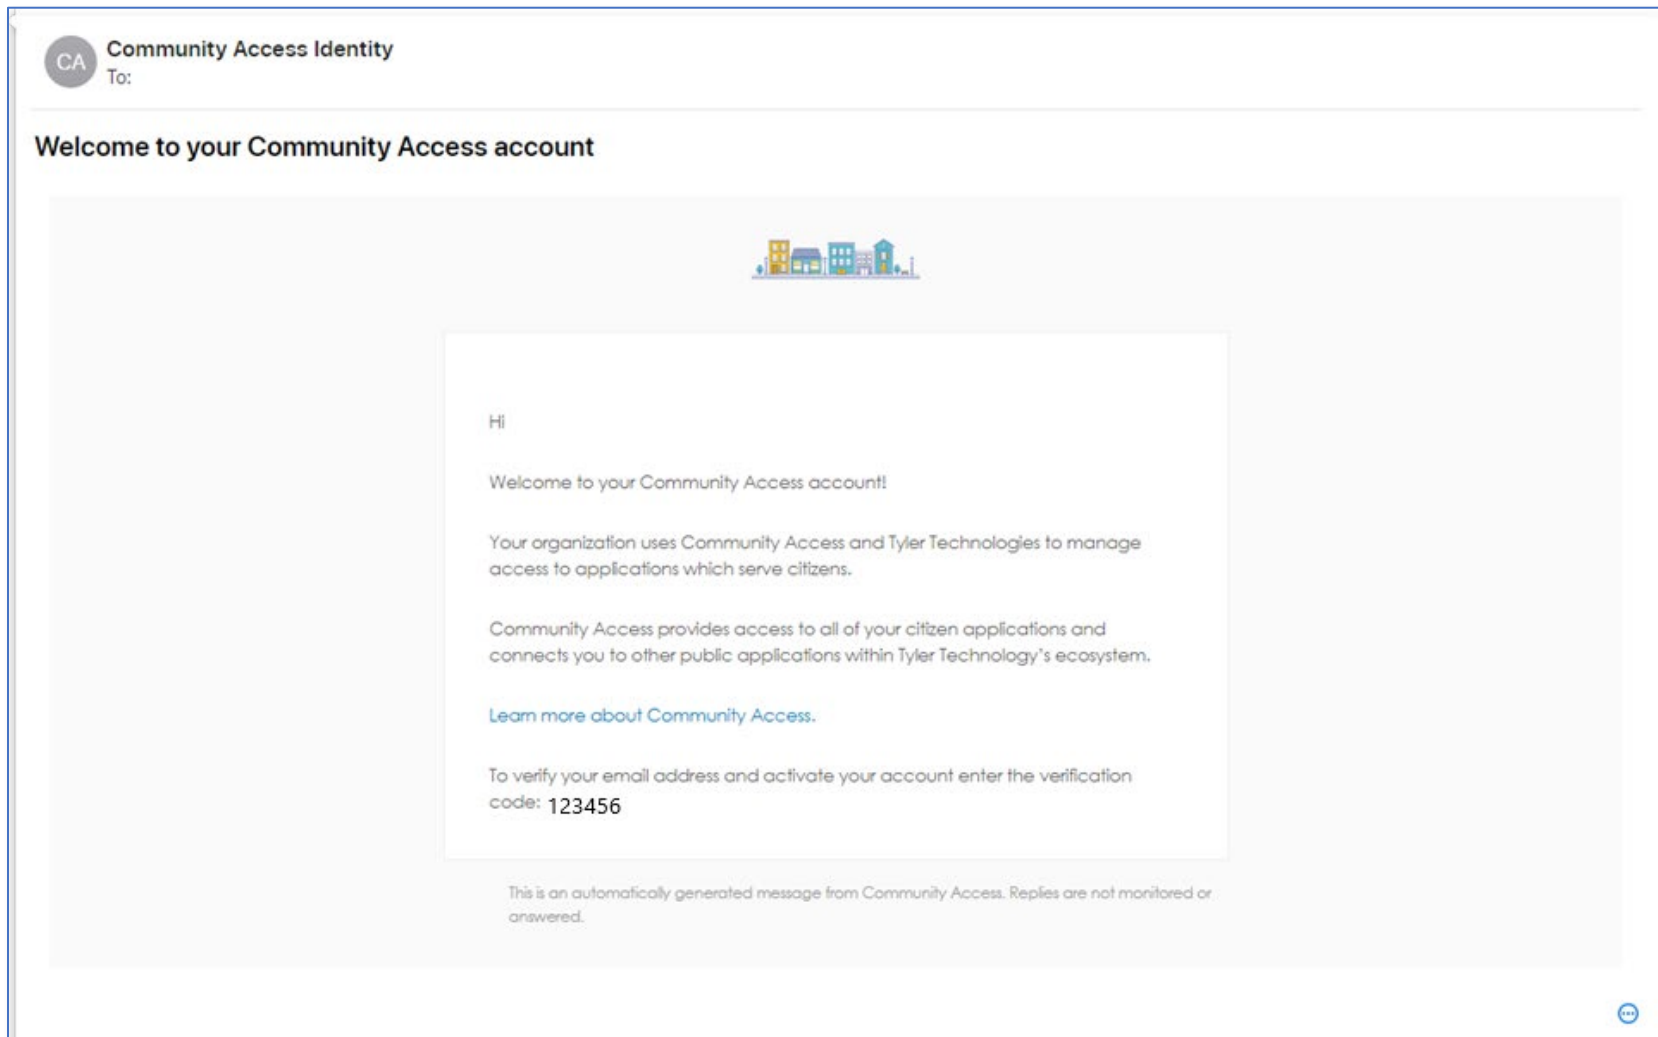 CA
Community Access Identity
To:
Welcome to your Community Access account
Hi
Welcome to your Community Access account!
Your organization uses Community Access and Tyler Technologies to manage
access to applications which serve citizens.
Community Access provides access to all of your citizen applications and
connects you to other public applications within Tyler Technology's ecosystem.
Learn more about Community Access.
To verify your email address and activate your account enter the verification
code: 123456
This is an automatically generated message from Community Access. Replies are not monitored or
answered.